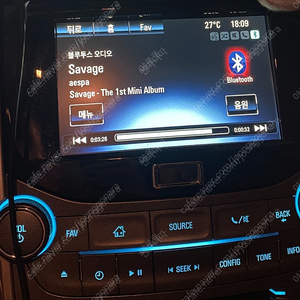 뒤로 홈 Fav 27°C 18:09
블루투스 오디오
Savage
aespa
Savage - The 1st Mini Album
Bluetooth
메뉴 음원
0:03:26 0:00:33
VOL FAV SOURCE BACK
SEEK CONFIG TONE INFO